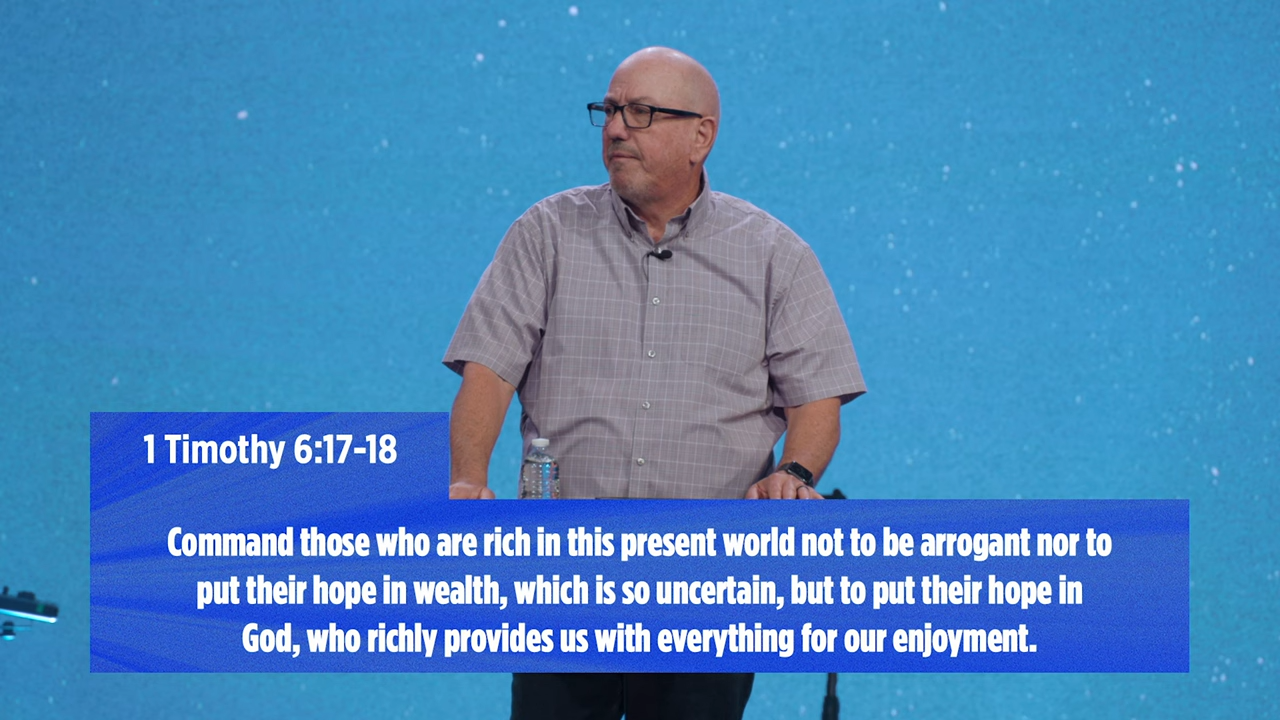 1 Timothy 6:17-18
Command those who are rich in this present world not to be arrogant nor to
put their hope in wealth, which is so uncertain, but to put their hope in
God, who richly provides us with everything for our enjoyment.